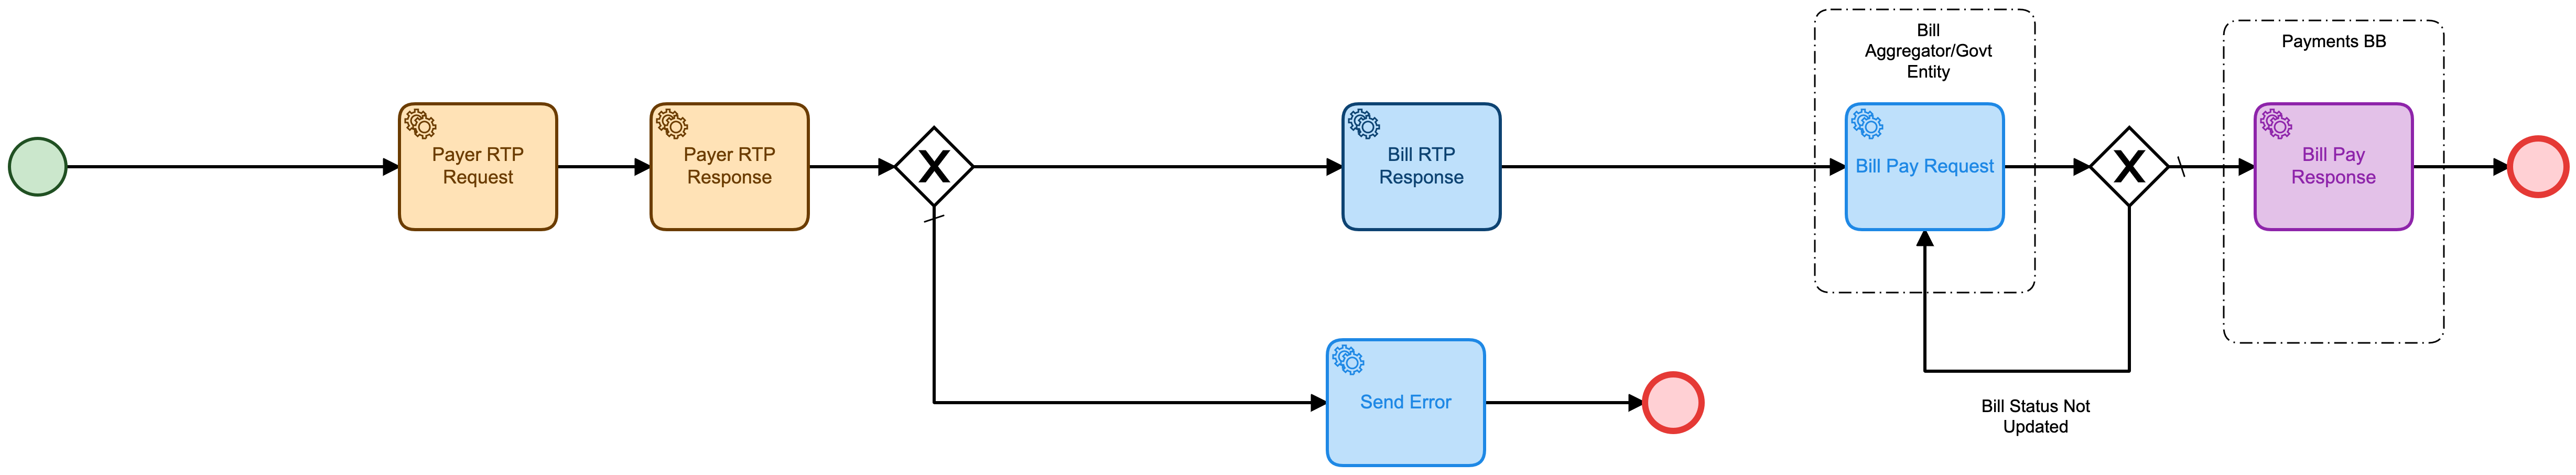 Payer RTP
Request
Payer RTP
Response
Bill RTP
Response
Bill
Aggregator/Govt
Entity
Bill Pay Request
Payments BB
Bill Pay
Response
Send Error
Bill Status Not
Updated